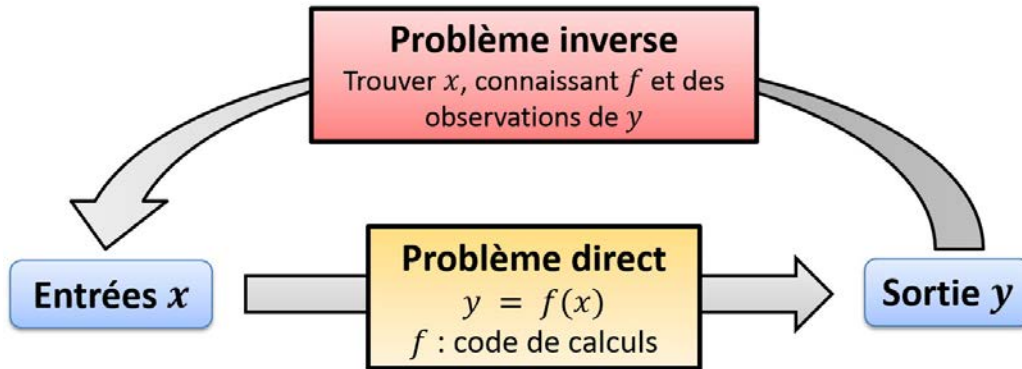 Problème inverse
Trouver x, connaissant f et des
observations de y
Entrées x
Problème direct
y = f(x)
f : code de calculs
Sortie y